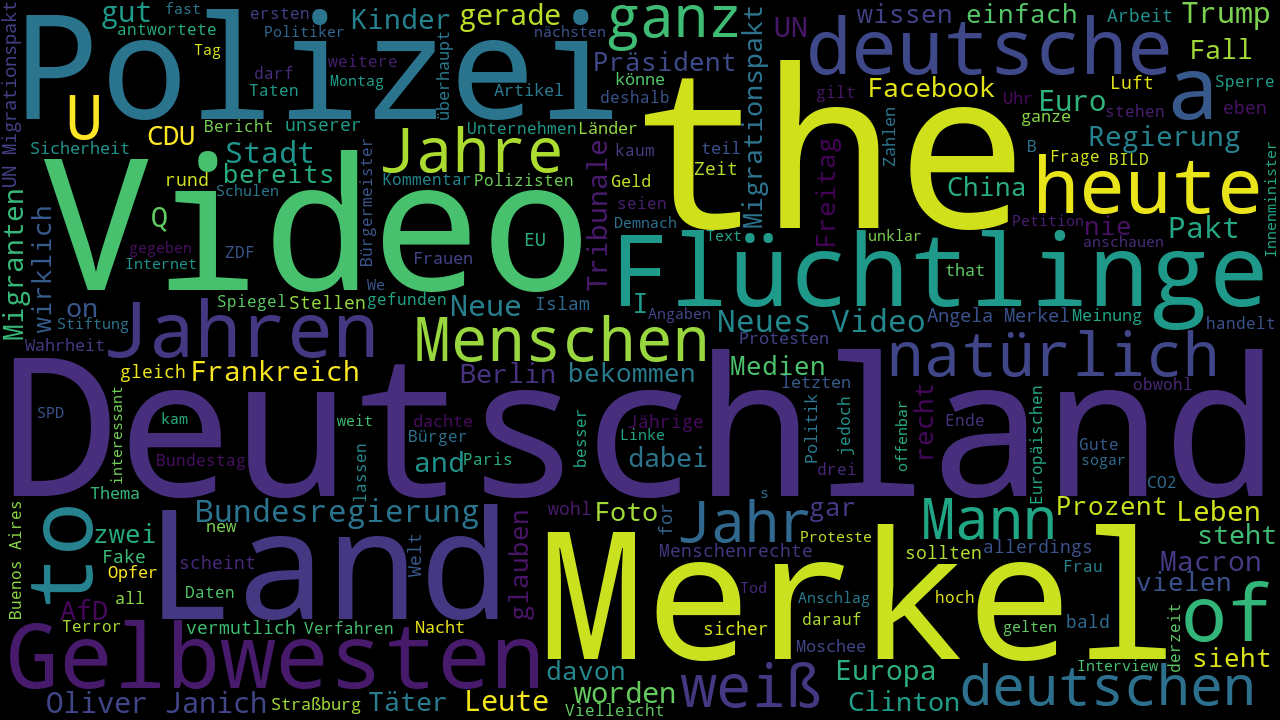 Polizei
Video
the
Deutschland
Merkel
Land
Flüchtlinge
Gelbwesten
deutsche
heute
ganz
Jahre
Jahren
Menschen
natürlich
deutschen
weiß
Jahr
Mann
of
to
a
U
gut
antwortete
fast
ersten
Politiker
Tag
darf
Taten
weitere
Montag
Kinder
überhaupt
gerade
nächsten
Artikel
Präsident
könne
deshalb
UN
Migrationspakt
wissen
einfach
Arbeit
Trump
Fall
Facebook
gilt
Uhr
Euro
ganze
Luft
stehen
Sperre
eben
Regierung
Zahlen
B
Frage
BILD
CDU
Bericht
unserer
Sicherheit
UN Migrationspakt
Stadt
bereits
rund
Schulen
Q
gegeben
Internet
ZDF
Bürgermeister
Unternehmen
Länder
Kommentar
Polizisten
Frauen
EU
Tribunale
kaum
teil
Geld
Zeit
seien
Demnach
Text
Freitag
China
Petition
nie
Pakt
anschauen
Innenminister
unklar
that
I
Angaben
Migranten
wirklich
on
Stiftung
Wahrheit
Spiegel
Stellen
We
gefunden
Neue
Islam
Neues Video
Angela Merkel
Meinung
handelt
Protesten
gleich
Frankreich
Berlin
bekommen
Medien
letzten
obwohl
SPD
interessant
kam
weit
dachte
Bürger
Jährige
Linke
besser
Politik
jedoch
offenbar
recht
Ende
Europäischen
Gute
sogar
CO2
Bundestag
lassen
and
Paris
dabei
drei
Thema
Buenos Aires
zwei
Bundesregierung
new
Fake
scheint
Opfer
Daten
Welt
AfD
all
Terror
vermutlich
Verfahren
Nacht
glauben
wohl
Foto
for
s
gar
Menschenrechte
Proteste
Prozent
Leben
steht
sollten
allerdings
Frau
Macron
vielen
Tod
Anschlag
hoch
darauf
sicher
gelten
bald
Moschee
derzeit
Interview
sieht
davon
Europa
Clinton
worden
Vielleicht
Oliver Janich
Straßburg
Täter
Leute